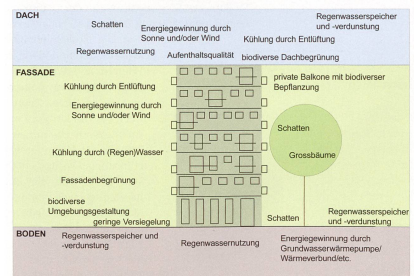 DACH
Schatten
Energiegewinnung durch
Sonne und/oder Wind
Regenwasserspeicher
und -verdunstung
Kühlung durch Entlüftung
Regenwassernutzung
Aufenthaltsqualität
biodiverse Dachbegrünung
FASSADE
private Balkone mit biodiverser
Bepflanzung
Kühlung durch Entlüftung
Energiegewinnung durch
Sonne und/oder Wind
Schatten
Grossbäume
Kühlung durch (Regen)Wasser
Fassadenbegrünung
biodiverse
Umgebungsgestaltung
geringe Versiegelung
Schatten
Regenwasserspeicher
und -verdunstung
BODEN
Regenwasserspeicher und
-verdunstung
Regenwassernutzung
Energiegewinnung durch
Grundwasserwärmepumpe/
Wärmeverbund/etc.